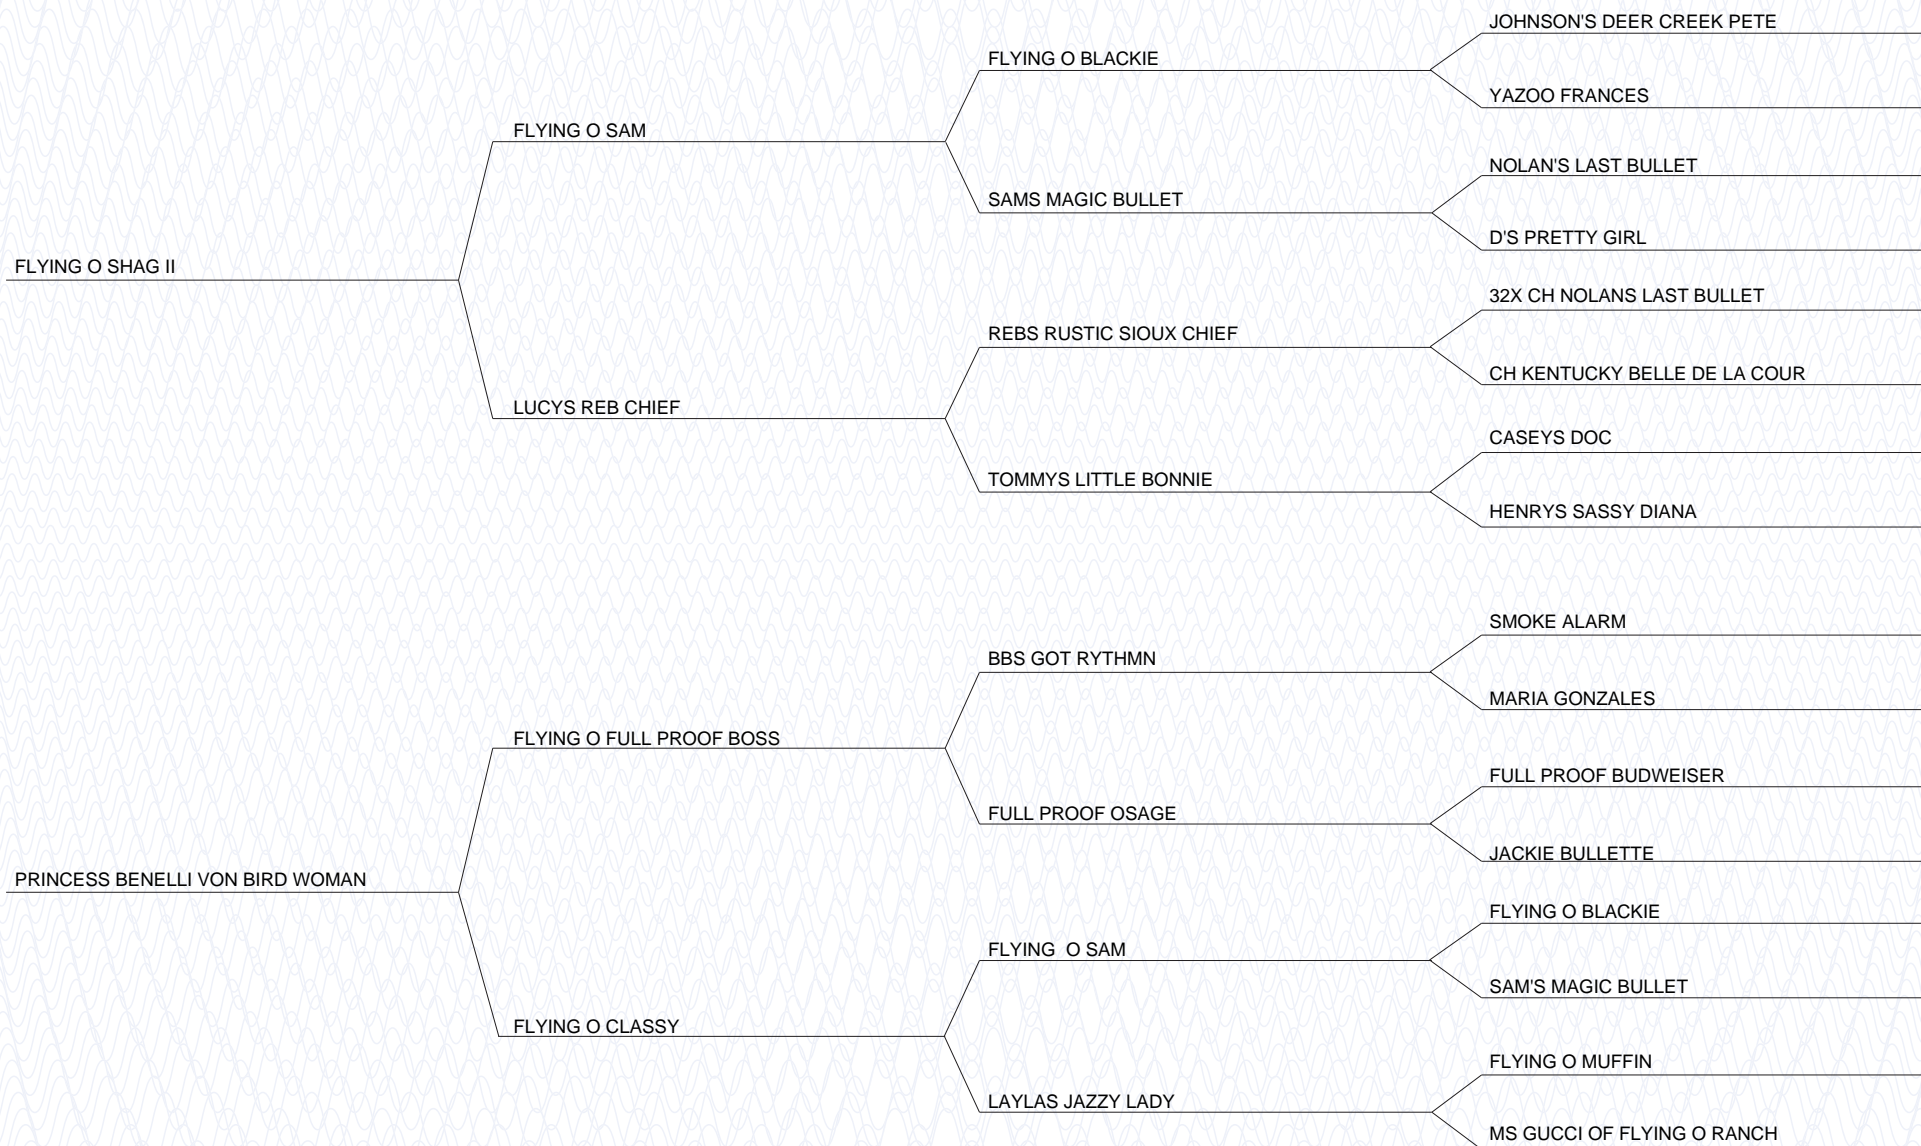 JOHNSON'S DEER CREEK PETE
FLYING O BLACKIE
YAZOO FRANCES
FLYING O SAM
NOLAN'S LAST BULLET
SAMS MAGIC BULLET
D'S PRETTY GIRL
FLYING O SHAG II
32X CH NOLANS LAST BULLET
REBS RUSTIC SIOUX CHIEF
CH KENTUCKY BELLE DE LA COUR
LUCYS REB CHIEF
CASEYS DOC
TOMMYS LITTLE BONNIE
HENRYS SASSY DIANA
SMOKE ALARM
BBS GOT RYTHMN
MARIA GONZALES
FLYING O FULL PROOF BOSS
FULL PROOF BUDWEISER
FULL PROOF OSAGE
JACKIE BULLETTE
PRINCESS BENELLI VON BIRD WOMAN
FLYING O BLACKIE
FLYING  O SAM
SAM'S MAGIC BULLET
FLYING O CLASSY
FLYING O MUFFIN
LAYLAS JAZZY LADY
MS GUCCI OF FLYING O RANCH